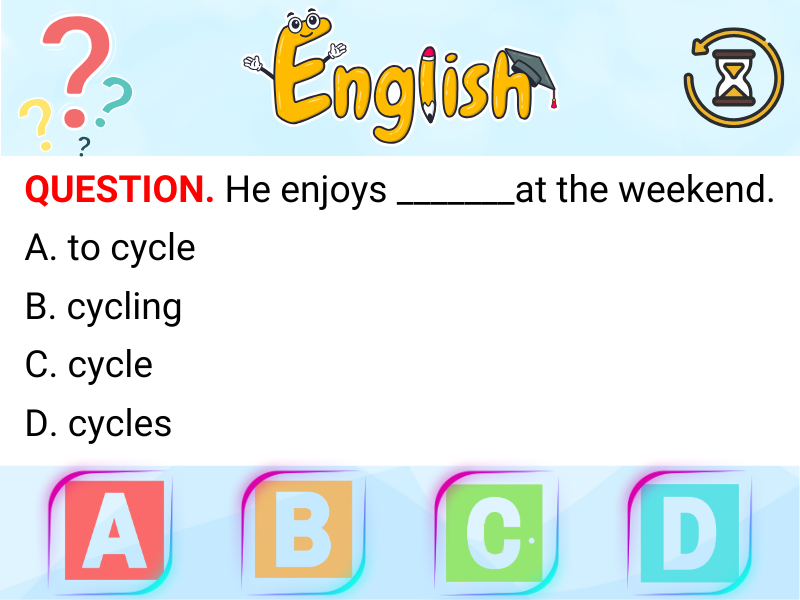 English
QUESTION. He enjoys _______at the weekend.
A. to cycle
B. cycling
C. cycle
D. cycles
A B C D